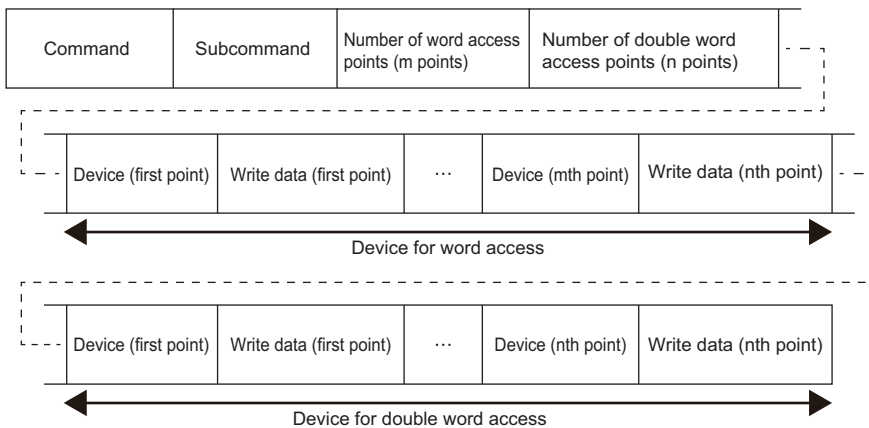 Command
Subcommand
Number of word access
points (m points)
Number of double word
access points (n points)
Device (first point)
Write data (first point)
…
Device (mth point)
Write data (nth point)
Device for word access
Device (first point)
Write data (first point)
…
Device (nth point)
Write data (nth point)
Device for double word access